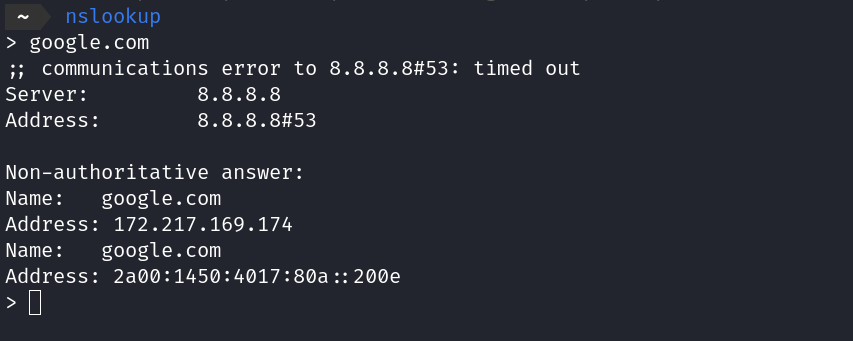 ~ nslookup
> google.com
;; communications error to 8.8.8.8#53: timed out
Server:         8.8.8.8
Address:        8.8.8.8#53

Non-authoritative answer:
Name:   google.com
Address: 172.217.169.174
Name:   google.com
Address: 2a00:1450:4017:80a::200e
>